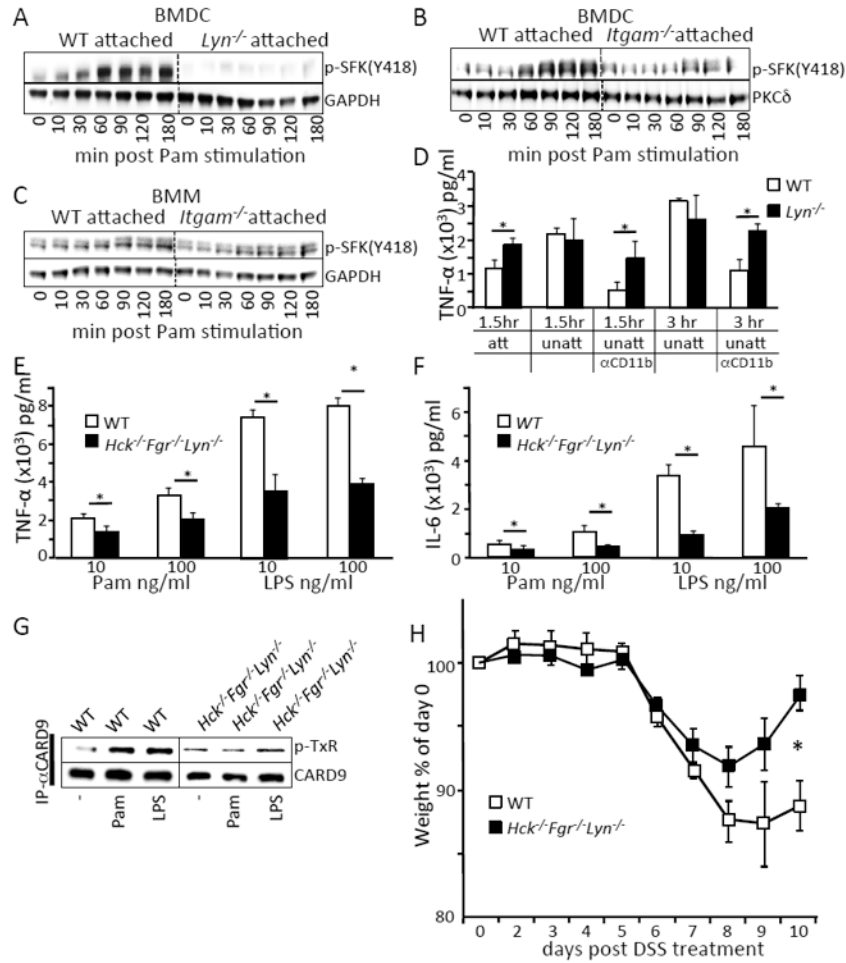 A
BMDC
WT attached
Lyn-/- attached
p-SFK(Y418)
GAPDH
0 10 30 60 90 120 180 0 10 30 60 90 120 180
min post Pam stimulation
B
BMDC
WT attached Itgam-/-attached
p-SFK(Y418)
PKCδ
0 10 30 60 90 120 180 0 10 30 60 90 120 180
min post Pam stimulation
C
BMM
WT attached Itgam-/-attached
p-SFK(Y418)
GAPDH
0 10 30 60 90 120 180 0 10 30 60 90 120 180
min post Pam stimulation
D
TNF-α (x10³) pg/ml
4
3
2
1
0
WT
Lyn-/-
* * *
1.5hr 1.5hr 1.5hr 3 hr 3 hr
att unatt unatt unatt unatt
αCD11b αCD11b
E
TNF-α (x10³) pg/ml
8
6
4
2
0
WT
Hck-/-Fgr-/-Lyn-/-
* * * *
10 100 10 100
Pam ng/ml LPS ng/ml
F
IL-6 (x10³) pg/ml
6
4
2
0
WT
Hck-/-Fgr-/-Lyn-/-
* * * *
10 100 10 100
Pam ng/ml LPS ng/ml
G
IP-αCARD9
WT WT WT Hck-/-Fgr-/-Lyn-/- Hck-/-Fgr-/-Lyn-/- Hck-/-Fgr-/-Lyn-/-
p-TxR
CARD9
- Pam LPS - Pam LPS
H
Weight % of day 0
100
90
80
*
WT
Hck-/-Fgr-/-Lyn-/-
0 2 3 4 5 6 7 8 9 10
days post DSS treatment